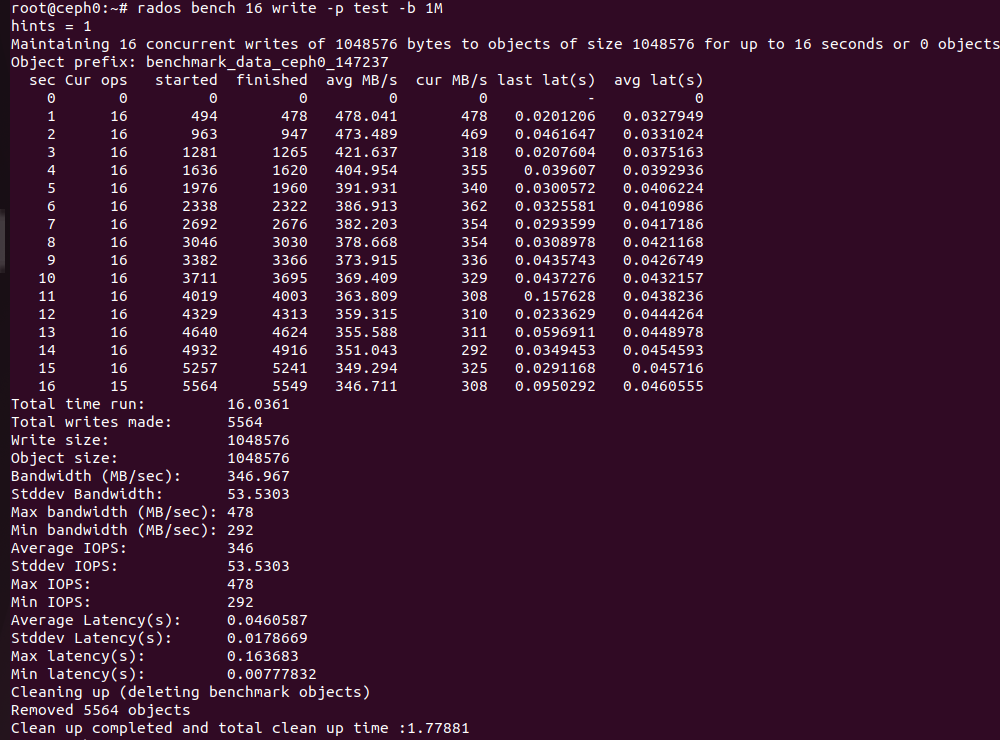 root@ceph0:~# rados bench 16 write -p test -b 1M
hints = 1
Maintaining 16 concurrent writes of 1048576 bytes to objects of size 1048576 for up to 16 seconds or 0 objects
Object prefix: benchmark_data_ceph0_147237
  sec Cur ops   started  finished  avg MB/s  cur MB/s last lat(s)  avg lat(s)
    0       0         0         0         0         0           -           0
    1      16       494       478   478.041       478   0.0201206   0.0327949
    2      16       963       947   473.489       469   0.0461647   0.0331024
    3      16      1281      1265   421.637       318   0.0207604   0.0375163
    4      16      1636      1620   404.954       355    0.039607   0.0392936
    5      16      1976      1960   391.931       340   0.0300572   0.0406224
    6      16      2338      2322   386.913       362   0.0325581   0.0410986
    7      16      2692      2676   382.203       354   0.0293599   0.0417186
    8      16      3046      3030   378.668       354   0.0308978   0.0421168
    9      16      3382      3366   373.915       336   0.0435743   0.0426749
   10      16      3711      3695   369.409       329   0.0437276   0.0432157
   11      16      4019      4003   363.809       308    0.157628   0.0438236
   12      16      4329      4313   359.315       310   0.0233629   0.0444264
   13      16      4640      4624   355.588       311   0.0596911   0.0448978
   14      16      4932      4916   351.043       292   0.0349453   0.0454593
   15      16      5257      5241   349.294       325   0.0291168    0.045716
   16      15      5564      5549   346.711       308   0.0950292   0.0460555
Total time run:         16.0361
Total writes made:      5564
Write size:             1048576
Object size:            1048576
Bandwidth (MB/sec):     346.967
Stddev Bandwidth:       53.5303
Max bandwidth (MB/sec): 478
Min bandwidth (MB/sec): 292
Average IOPS:           346
Stddev IOPS:            53.5303
Max IOPS:               478
Min IOPS:               292
Average Latency(s):     0.0460587
Stddev Latency(s):      0.0178669
Max latency(s):         0.163683
Min latency(s):         0.00777832
Cleaning up (deleting benchmark objects)
Removed 5564 objects
Clean up completed and total clean up time :1.77881